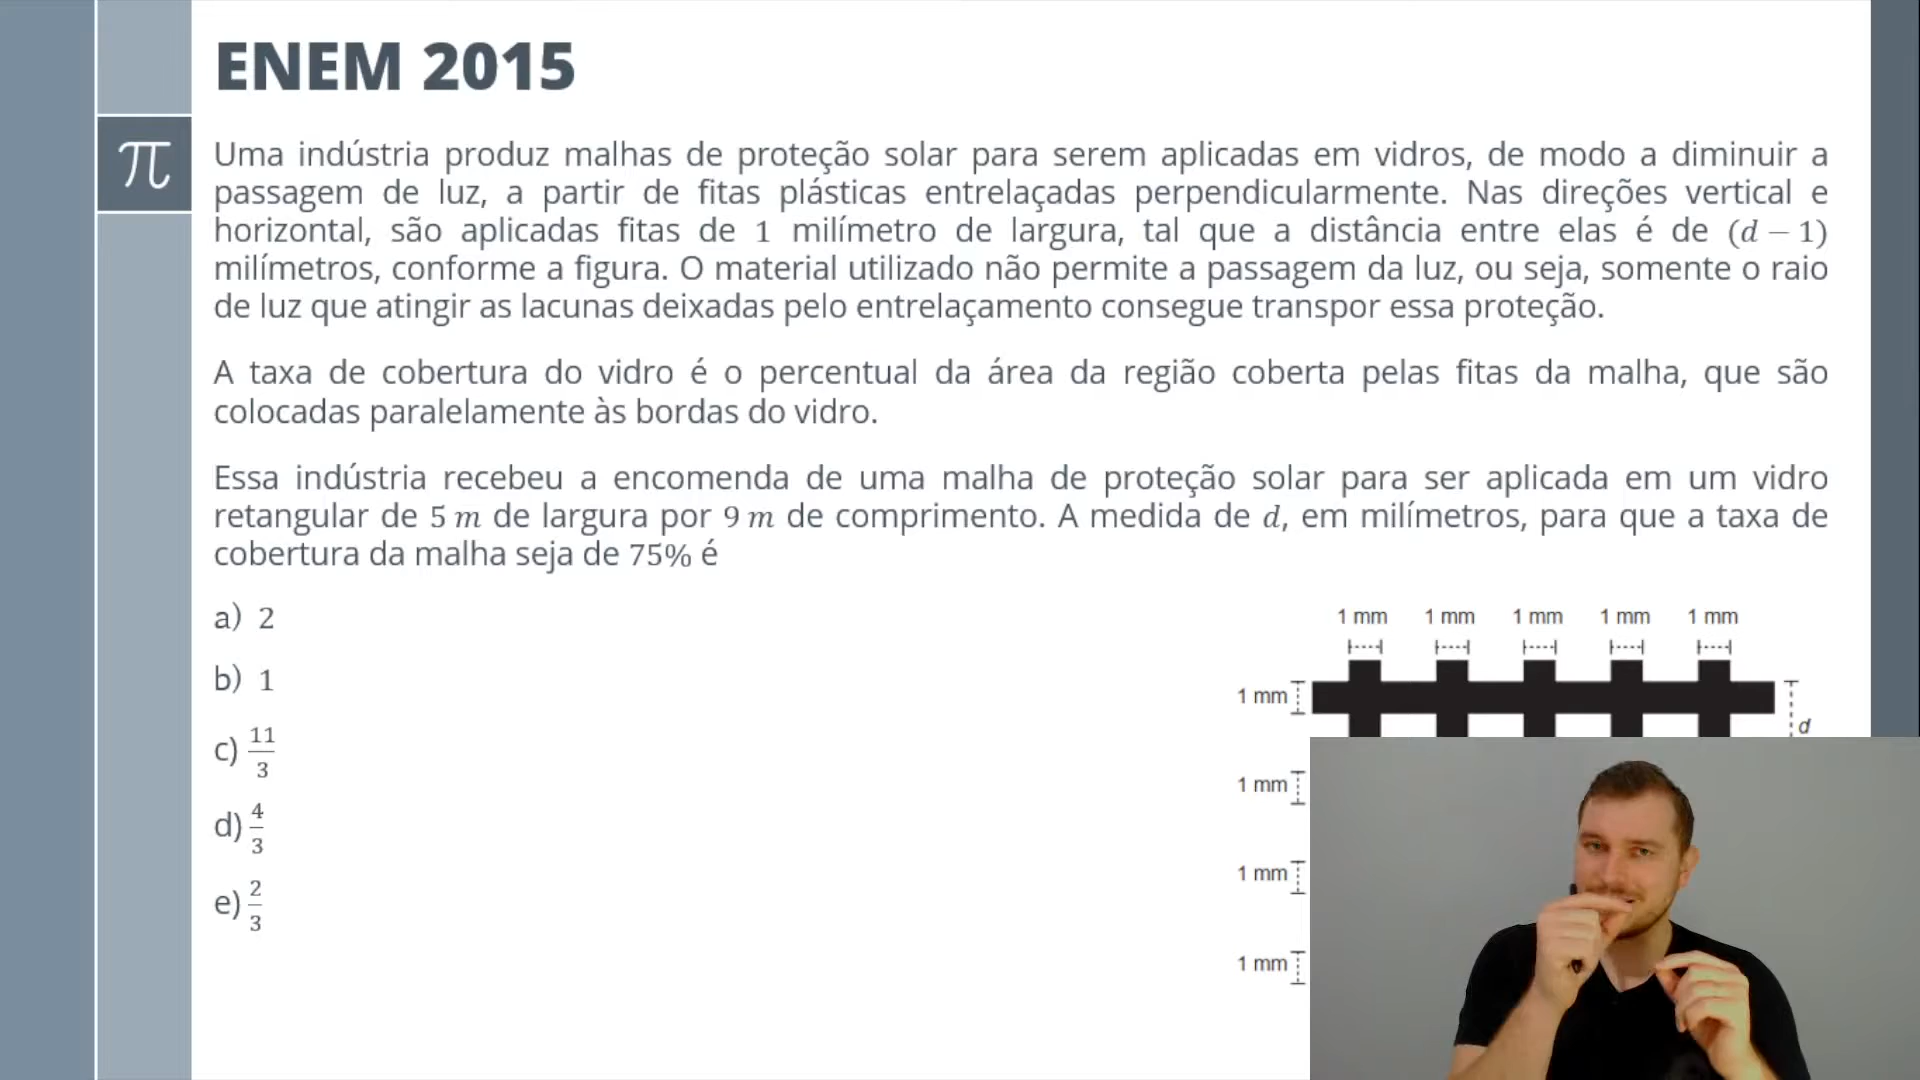 ENEM 2015
π
Uma indústria produz malhas de proteção solar para serem aplicadas em vidros, de modo a diminuir a
passagem de luz, a partir de fitas plásticas entrelaçadas perpendicularmente. Nas direções vertical e
horizontal, são aplicadas fitas de 1 milímetro de largura, tal que a distância entre elas é de (d − 1)
milímetros, conforme a figura. O material utilizado não permite a passagem da luz, ou seja, somente o raio
de luz que atingir as lacunas deixadas pelo entrelaçamento consegue transpor essa proteção.
A taxa de cobertura do vidro é o percentual da área da região coberta pelas fitas da malha, que são
colocadas paralelamente às bordas do vidro.
Essa indústria recebeu a encomenda de uma malha de proteção solar para ser aplicada em um vidro
retangular de 5 m de largura por 9 m de comprimento. A medida de d, em milímetros, para que a taxa de
cobertura da malha seja de 75% é
a) 2
b) 1
c) 11/3
d) 4/3
e) 2/3
1 mm 1 mm 1 mm 1 mm 1 mm
1 mm
d
1 mm
1 mm
1 mm